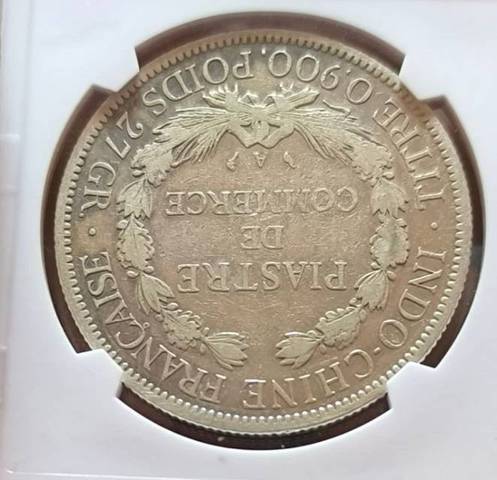 INDO-CHINE FRANÇAISE
PIASTRE
DE
COMMERCE
A
TITRE 0,900. POIDS 27 GR.